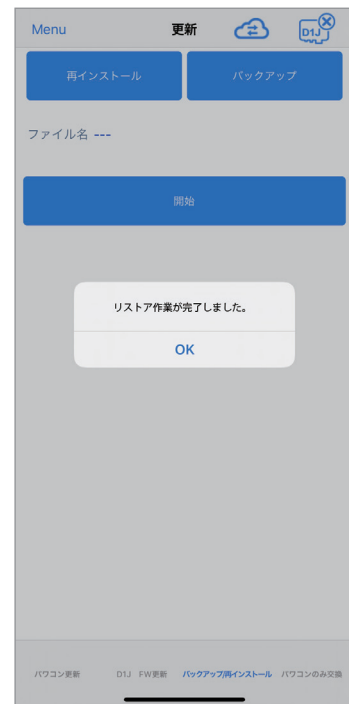 Menu 更新 D1J
再インストール バックアップ
ファイル名 ---
開始
リストア作業が完了しました。
OK
パワコン更新 D1J FW更新 バックアップ/再インストール パワコンのみ交換